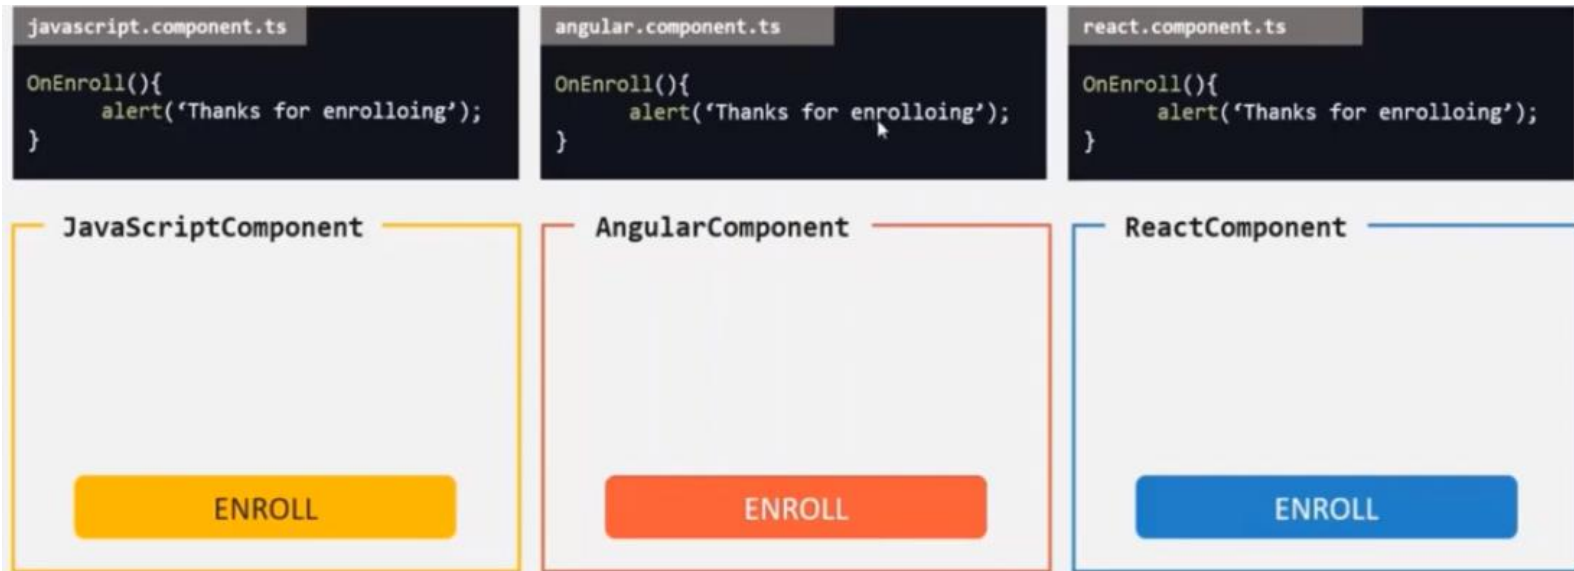 javascript.component.ts
OnEnroll(){
alert(‘Thanks for enrolloing’);
}
angular.component.ts
OnEnroll(){
alert(‘Thanks for enrolloing’);
}
react.component.ts
OnEnroll(){
alert(‘Thanks for enrolloing’);
}
JavaScriptComponent
ENROLL
AngularComponent
ENROLL
ReactComponent
ENROLL